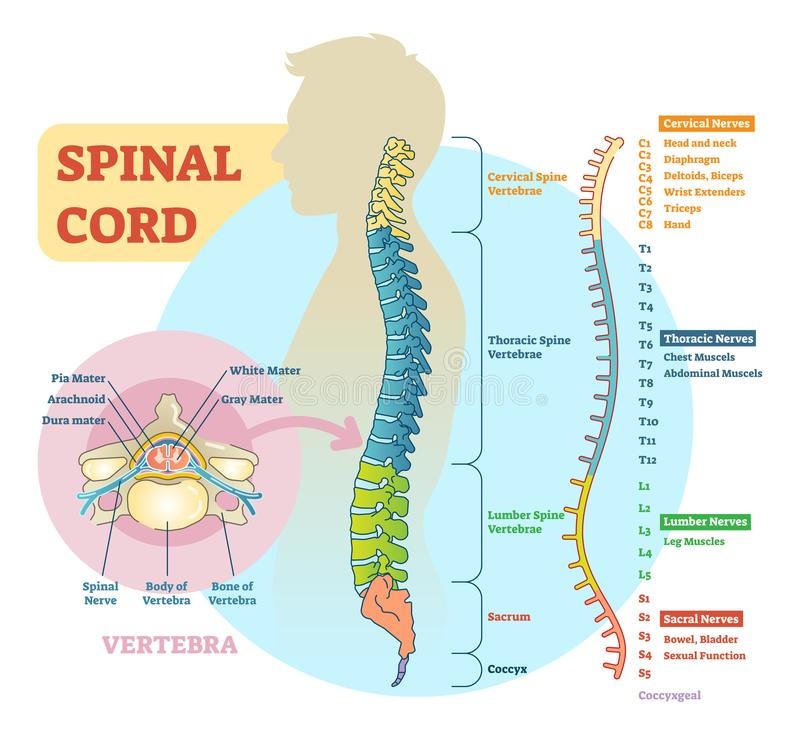 SPINAL
CORD
Pia Mater
Arachnoid
Dura mater
White Mater
Gray Mater
Spinal
Nerve
Body of
Vertebra
Bone of
Vertebra
VERTEBRA
Cervical Spine
Vertebrae
Thoracic Spine
Vertebrae
Lumber Spine
Vertebrae
Sacrum
Coccyx
Cervical Nerves
C1
C2
C3
C4
C5
C6
C7
C8
Head and neck
Diaphragm
Deltoids, Biceps
Wrist Extenders
Triceps
Hand
T1
T2
T3
T4
T5
T6
T7
T8
T9
T10
T11
T12
Thoracic Nerves
Chest Muscels
Abdominal Muscels
L1
L2
L3
L4
L5
Lumber Nerves
Leg Muscles
S1
S2
S3
S4
S5
Sacral Nerves
Bowel, Bladder
Sexual Function
Coccyxgeal
dreamstime